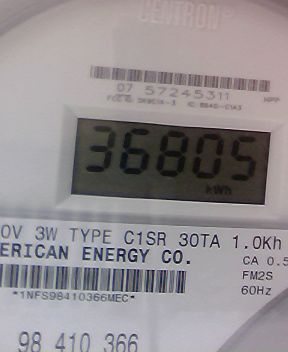 CENTRON®
07 57245311
36805
kWh
0V 3W TYPE C1SR 30TA 1.0Kh
ERICAN ENERGY CO.
CA 0.5
FM2S
*1NFS98410366MEC*
60Hz
98 410 366